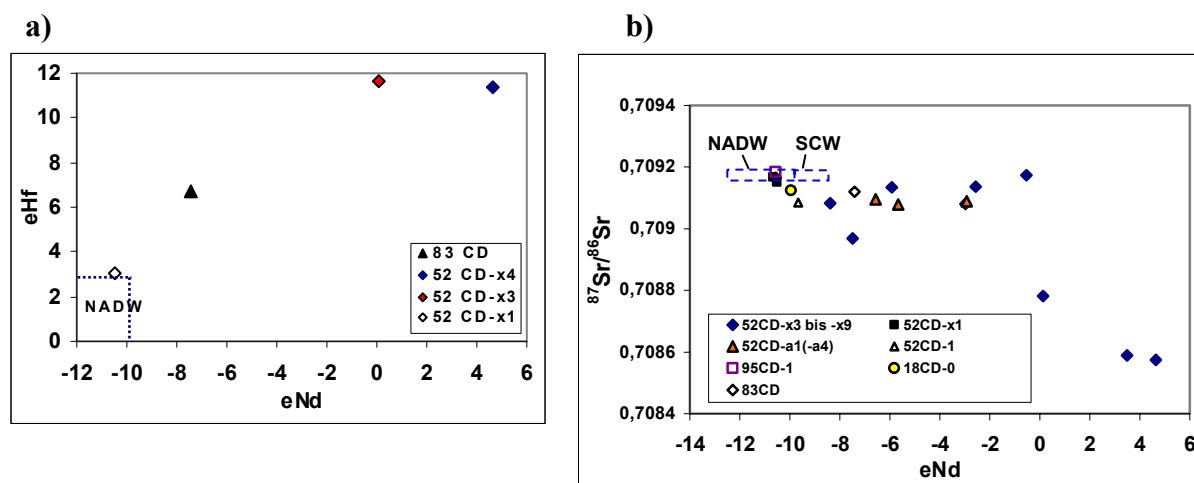 a)
12
10
8
6
4
2
0
eHf
NADW
83 CD
52 CD-x4
52 CD-x3
52 CD-x1
-12 -10 -8 -6 -4 -2 0 2 4 6
eNd
b)
0,7094
0,7092
0,709
0,7088
0,7086
0,7084
87Sr/86Sr
NADW SCW
52CD-x3 bis -x9 52CD-x1
52CD-a1(-a4) 52CD-1
95CD-1 18CD-0
83CD
-14 -12 -10 -8 -6 -4 -2 0 2 4 6
eNd